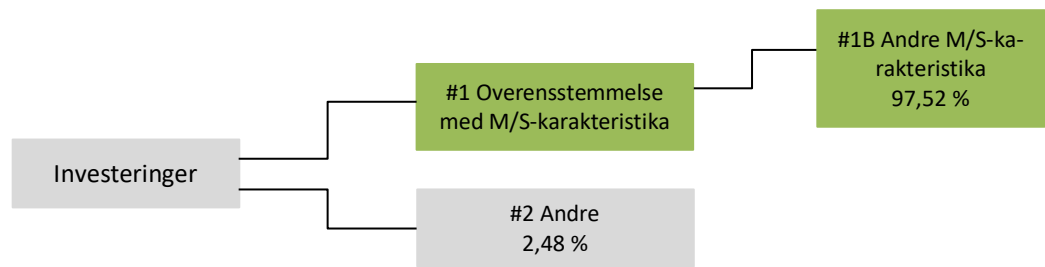 Investeringer
#1 Overensstemmelse
med M/S-karakteristika
#2 Andre
2,48 %
#1B Andre M/S-ka-
rakteristika
97,52 %